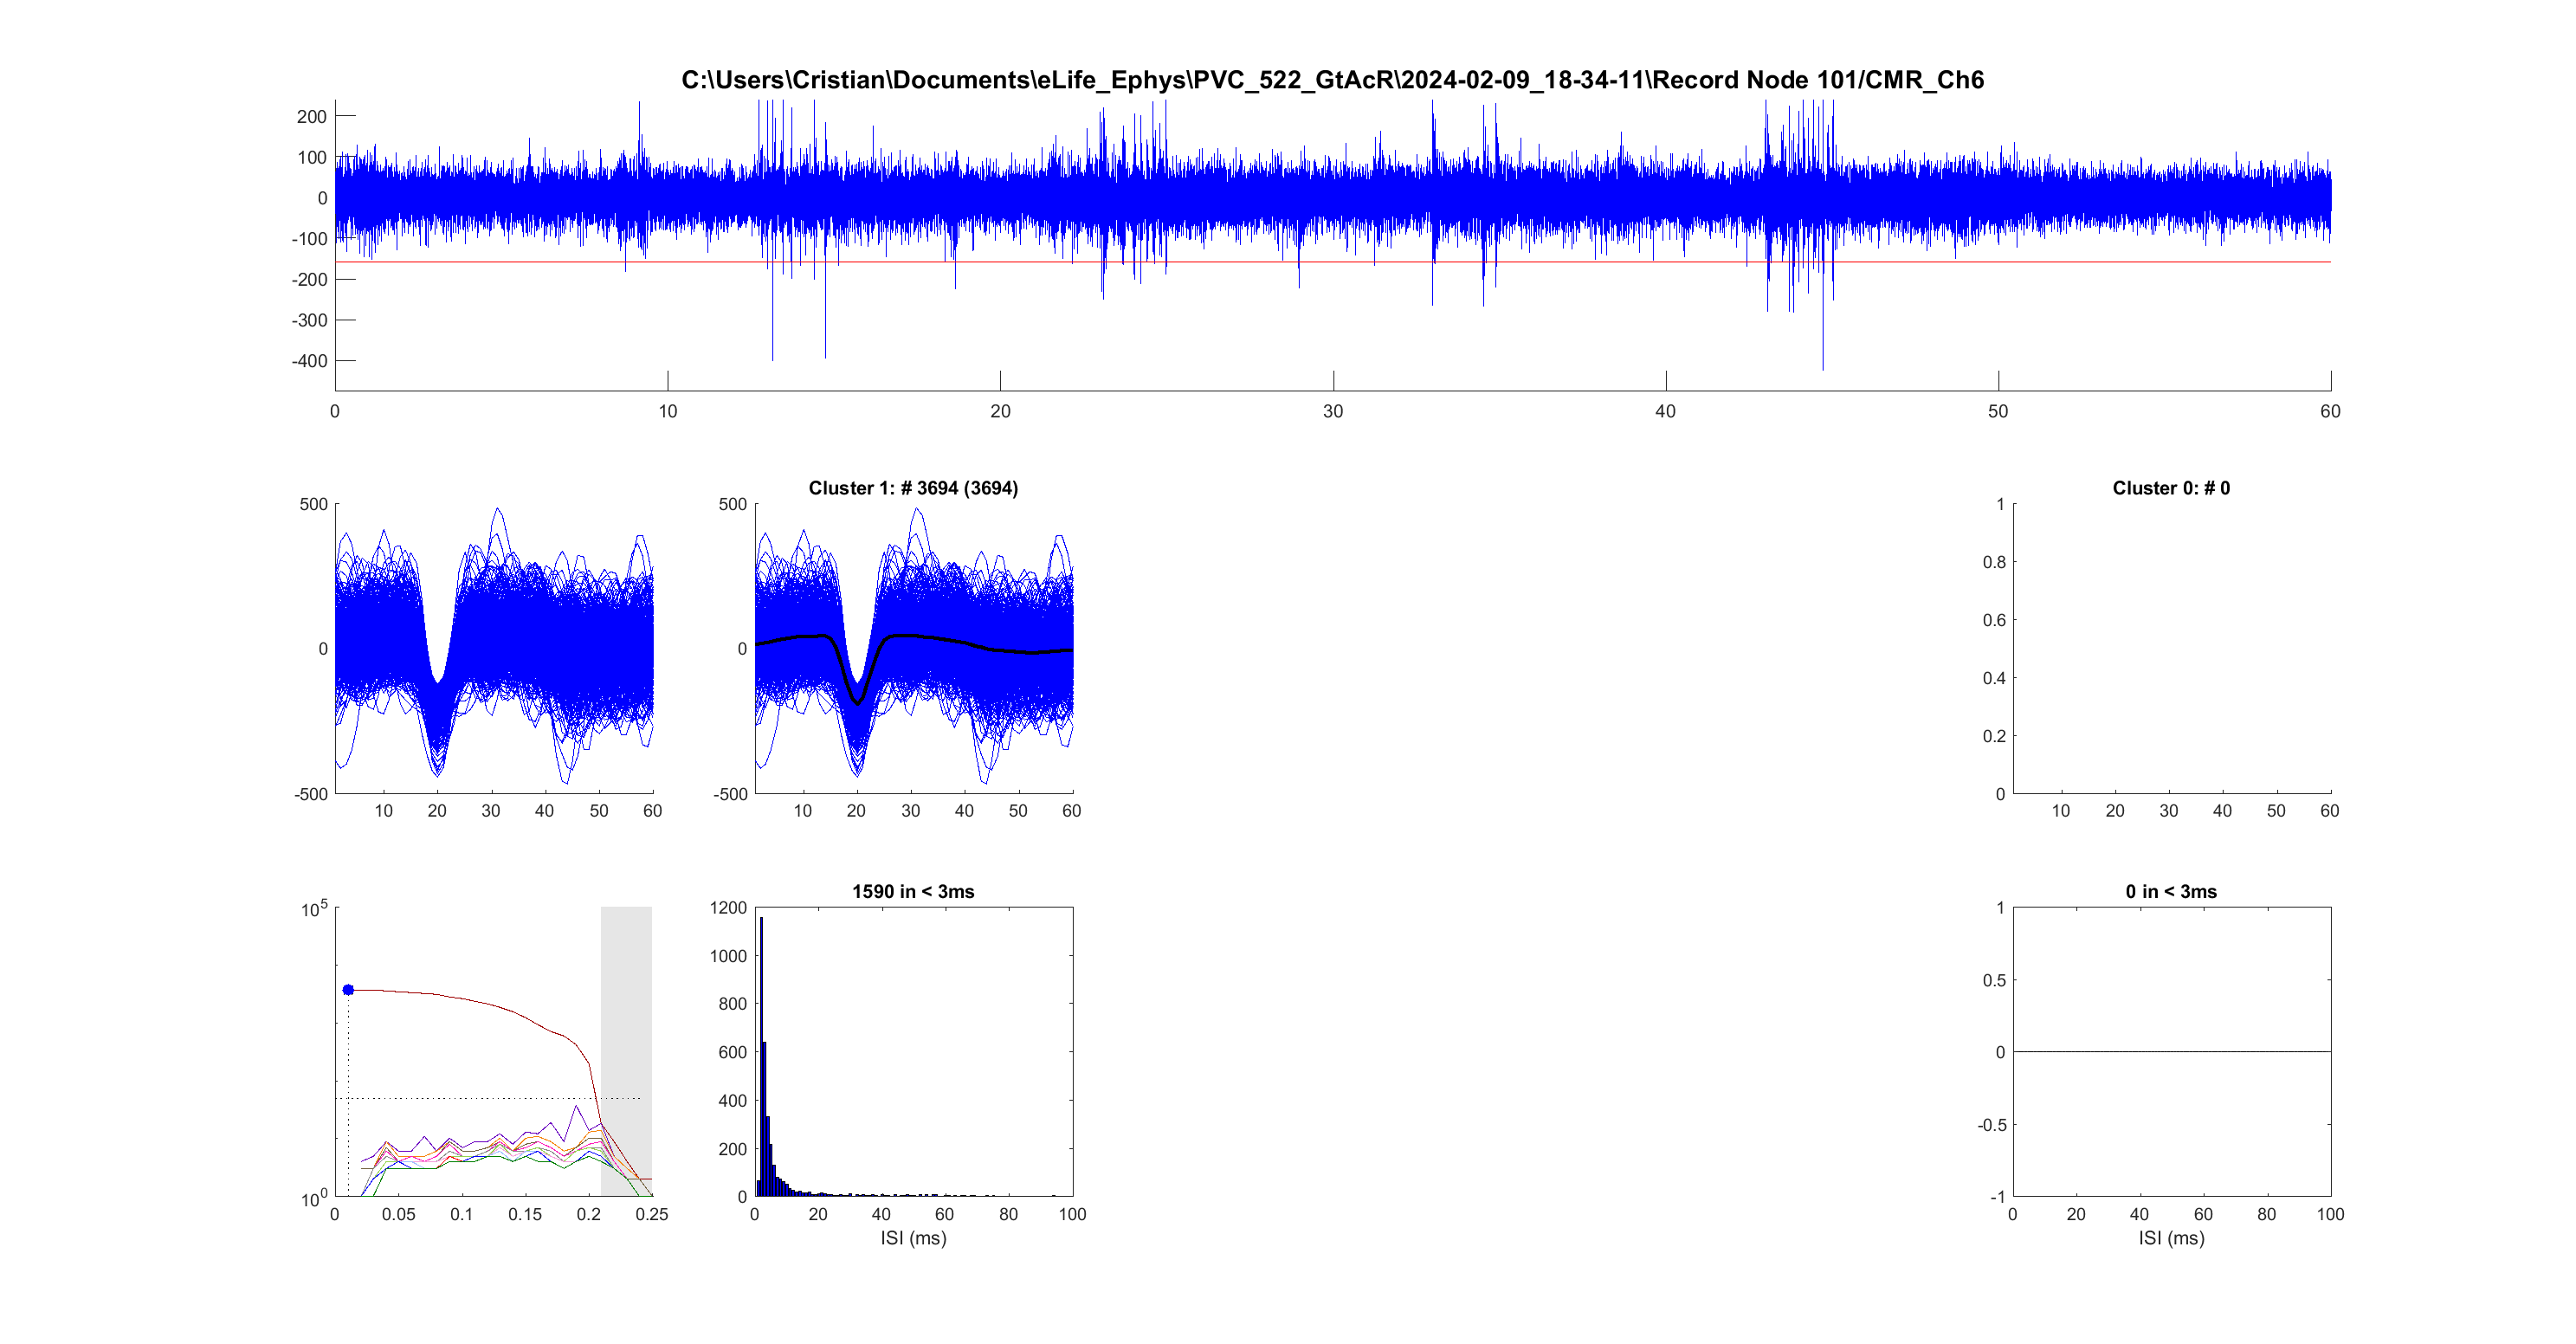 C:\Users\Cristian\Documents\eLife_Ephys\PVC_522_GtAcR\2024-02-09_18-34-11\Record Node 101/CMR_Ch6
200
100
0
-100
-200
-300
-400
0 10 20 30 40 50 60
500
0
-500
10 20 30 40 50 60
Cluster 1: # 3694 (3694)
500
0
-500
10 20 30 40 50 60
Cluster 0: # 0
1
0.8
0.6
0.4
0.2
0
10 20 30 40 50 60
10^5
10^0
0 0.05 0.1 0.15 0.2 0.25
1590 in < 3ms
1200
1000
800
600
400
200
0
0 20 40 60 80 100
ISI (ms)
0 in < 3ms
1
0.5
0
-0.5
-1
0 20 40 60 80 100
ISI (ms)